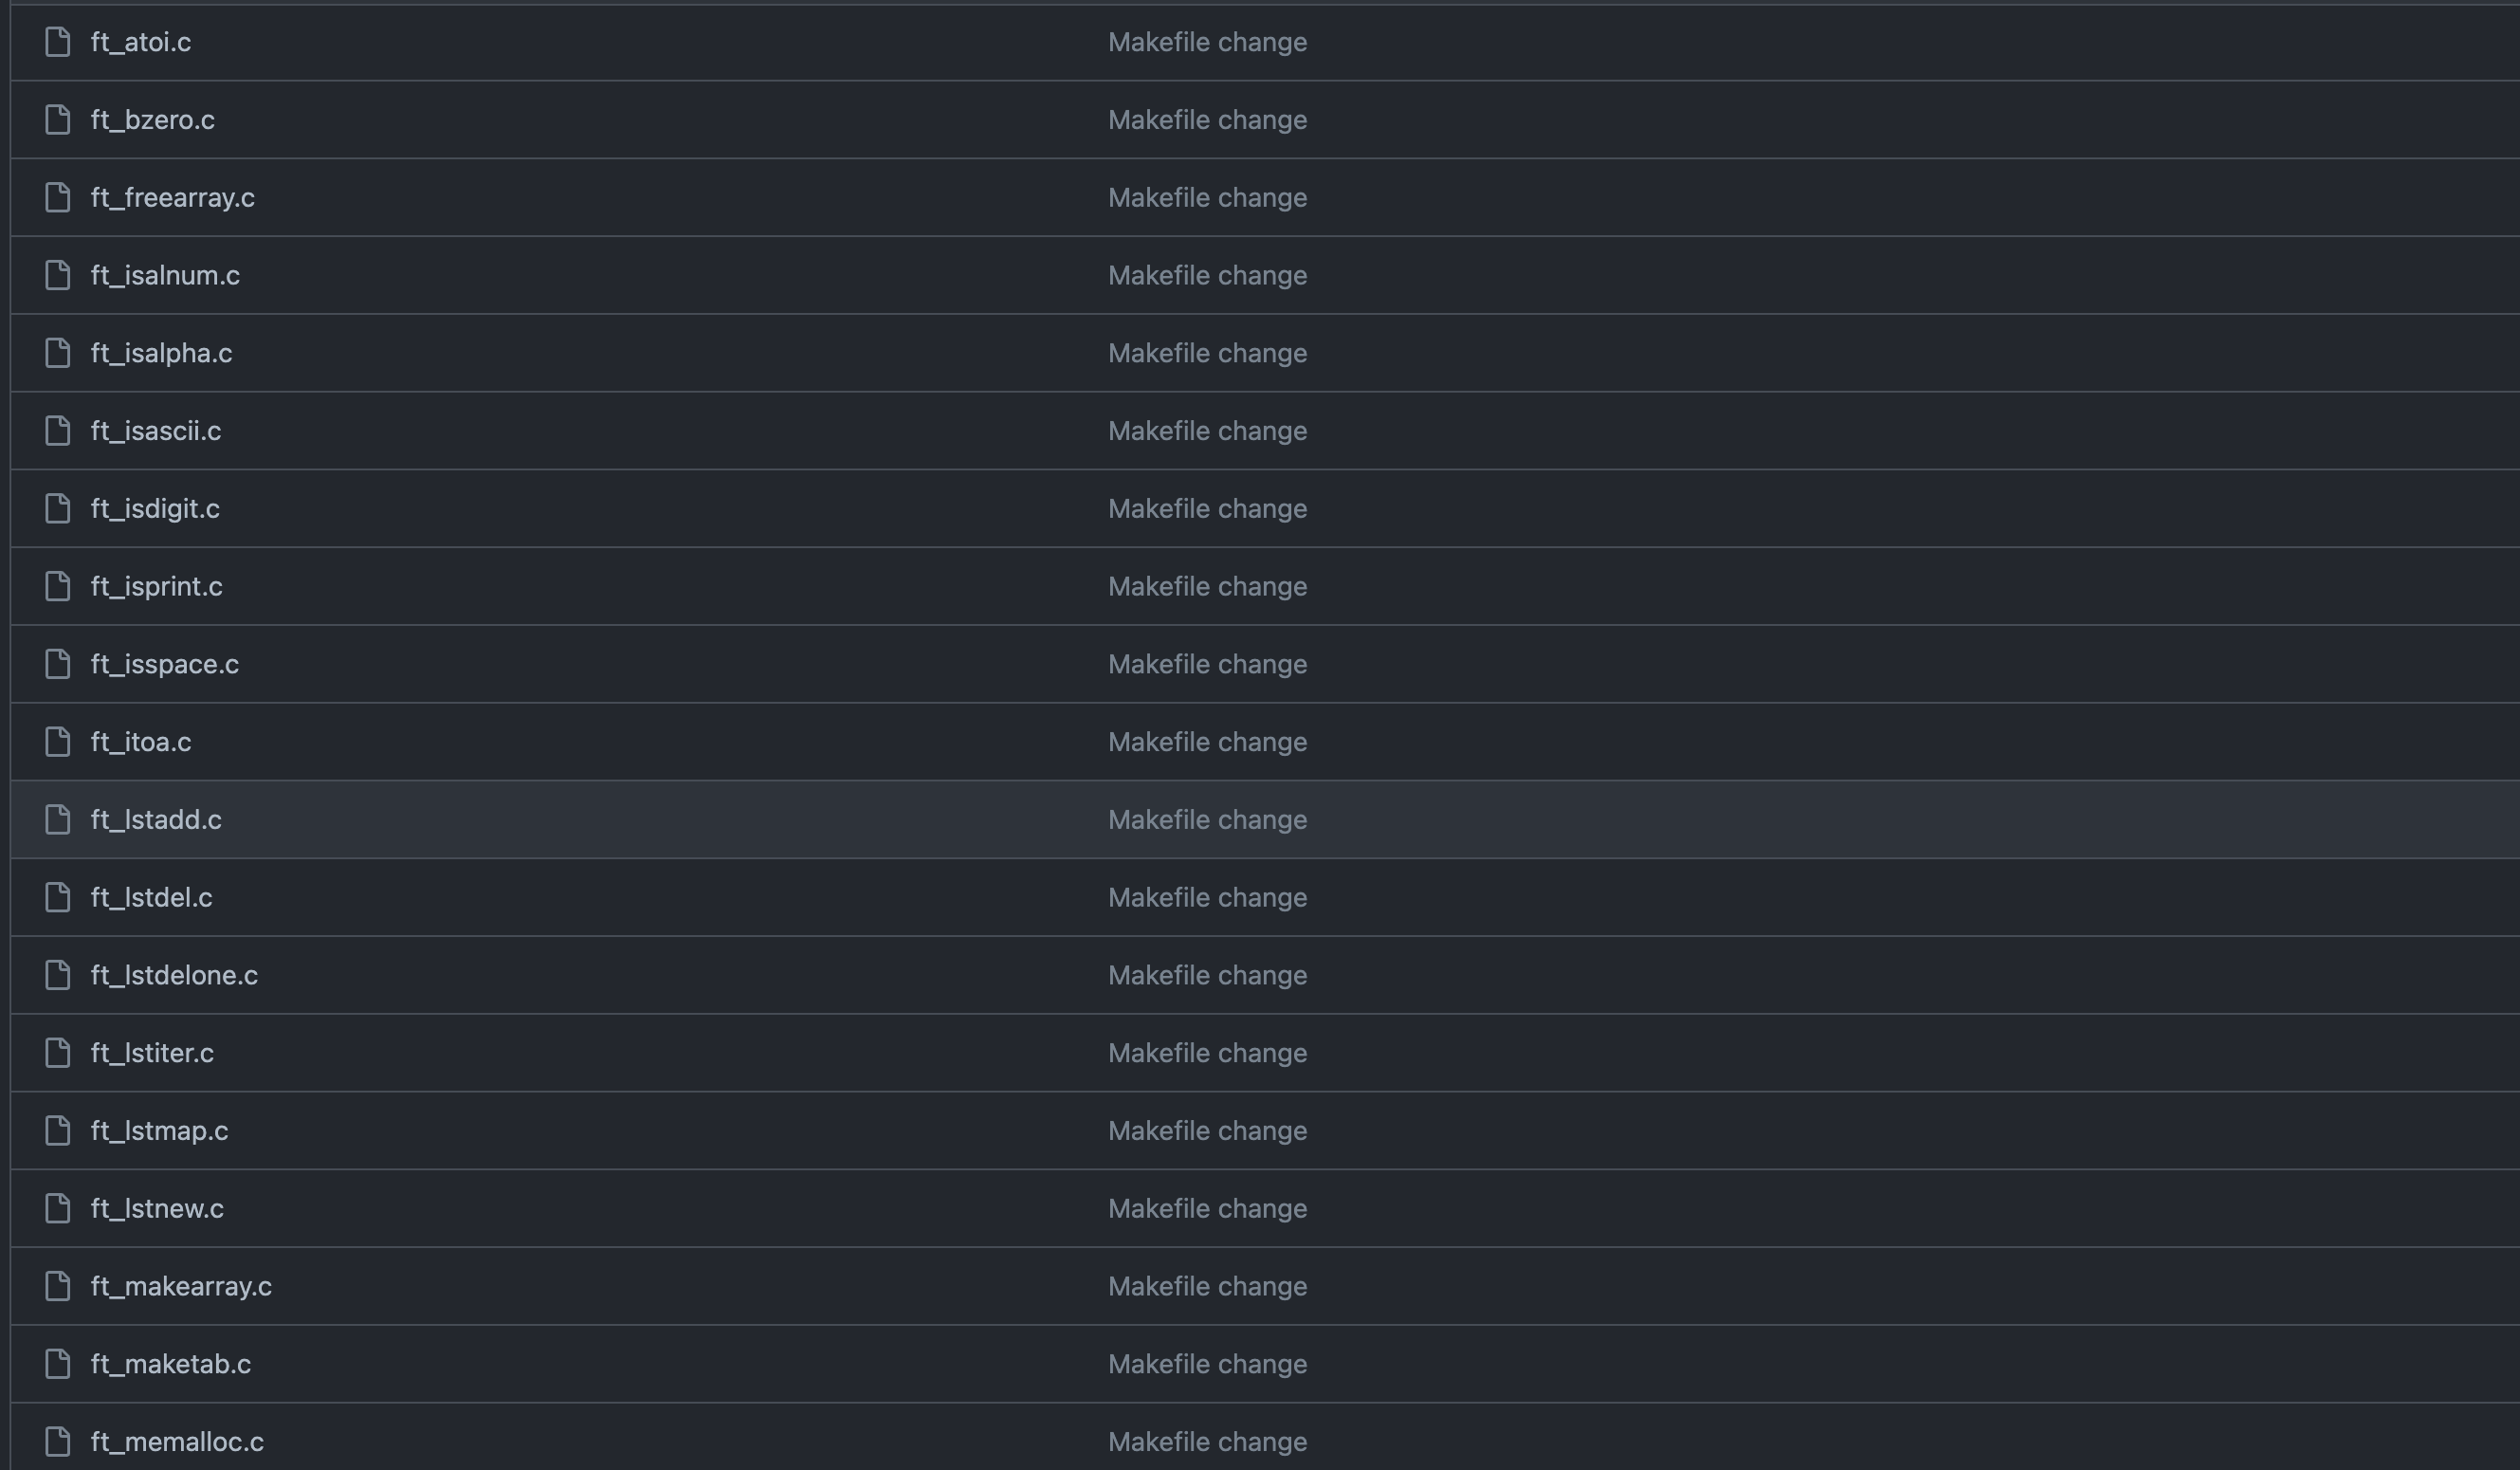 ft_atoi.c Makefile change
ft_bzero.c Makefile change
ft_freearray.c Makefile change
ft_isalnum.c Makefile change
ft_isalpha.c Makefile change
ft_isascii.c Makefile change
ft_isdigit.c Makefile change
ft_isprint.c Makefile change
ft_isspace.c Makefile change
ft_itoa.c Makefile change
ft_lstadd.c Makefile change
ft_lstdel.c Makefile change
ft_lstdelone.c Makefile change
ft_lstiter.c Makefile change
ft_lstmap.c Makefile change
ft_lstnew.c Makefile change
ft_makearray.c Makefile change
ft_maketab.c Makefile change
ft_memalloc.c Makefile change